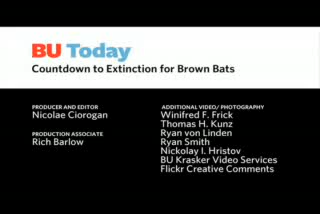 BU Today
Countdown to Extinction for Brown Bats
PRODUCER AND EDITOR
Nicolae Ciorogan
PRODUCTION ASSOCIATE
Rich Barlow
ADDITIONAL VIDEO/ PHOTOGRAPHY
Winifred F. Frick
Thomas H. Kunz
Ryan von Linden
Ryan Smith
Nickolay I. Hristov
BU Krasker Video Services
Flickr Creative Comments